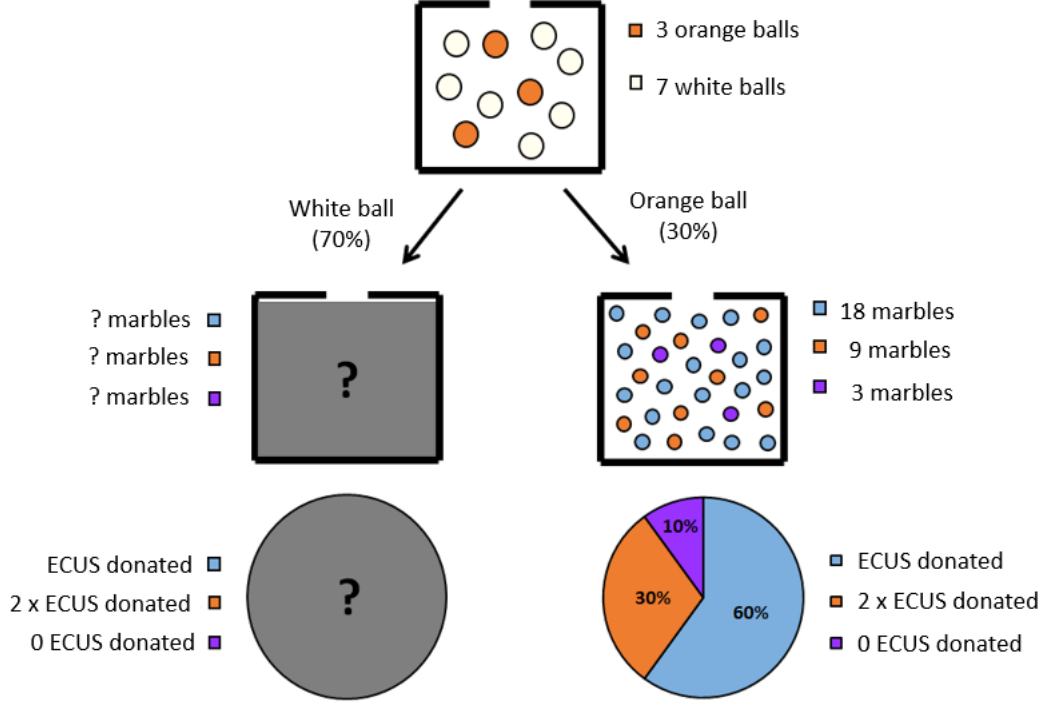 3 orange balls
7 white balls
White ball
(70%)
Orange ball
(30%)
? marbles
? marbles
? marbles
?
18 marbles
9 marbles
3 marbles
ECUS donated
2 x ECUS donated
0 ECUS donated
?
10%
30%
60%
ECUS donated
2 x ECUS donated
0 ECUS donated